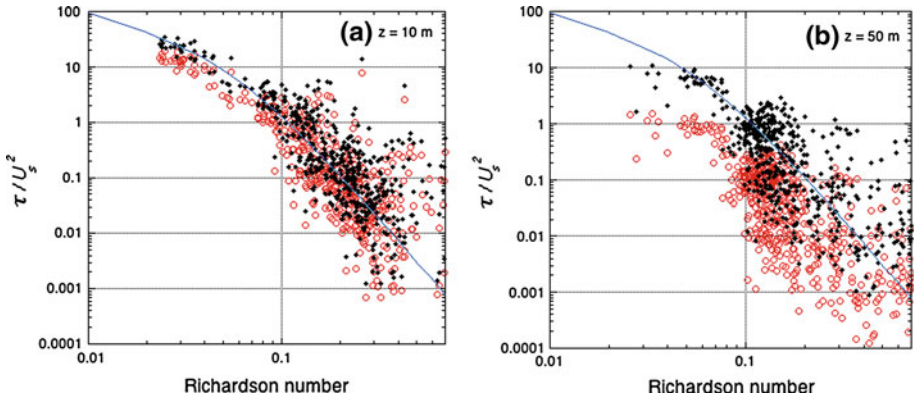 (a)
z = 10 m
100
10
1
0.1
0.01
0.001
0.0001
τ / U_s^2
0.01
0.1
Richardson number
(b)
z = 50 m
100
10
1
0.1
0.01
0.001
0.0001
τ / U_s^2
0.01
0.1
Richardson number